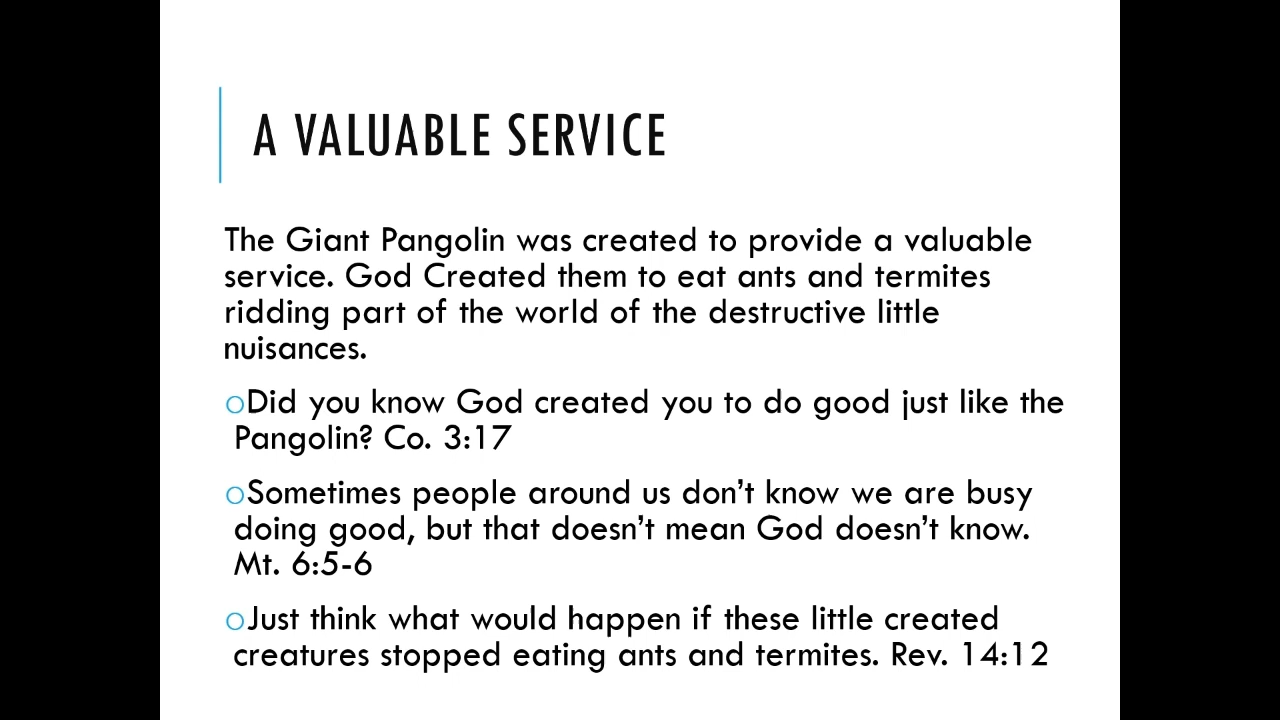 A VALUABLE SERVICE
The Giant Pangolin was created to provide a valuable
service. God Created them to eat ants and termites
ridding part of the world of the destructive little
nuisances.
oDid you know God created you to do good just like the
Pangolin? Co. 3:17
oSometimes people around us don’t know we are busy
doing good, but that doesn’t mean God doesn’t know.
Mt. 6:5-6
oJust think what would happen if these little created
creatures stopped eating ants and termites. Rev. 14:12